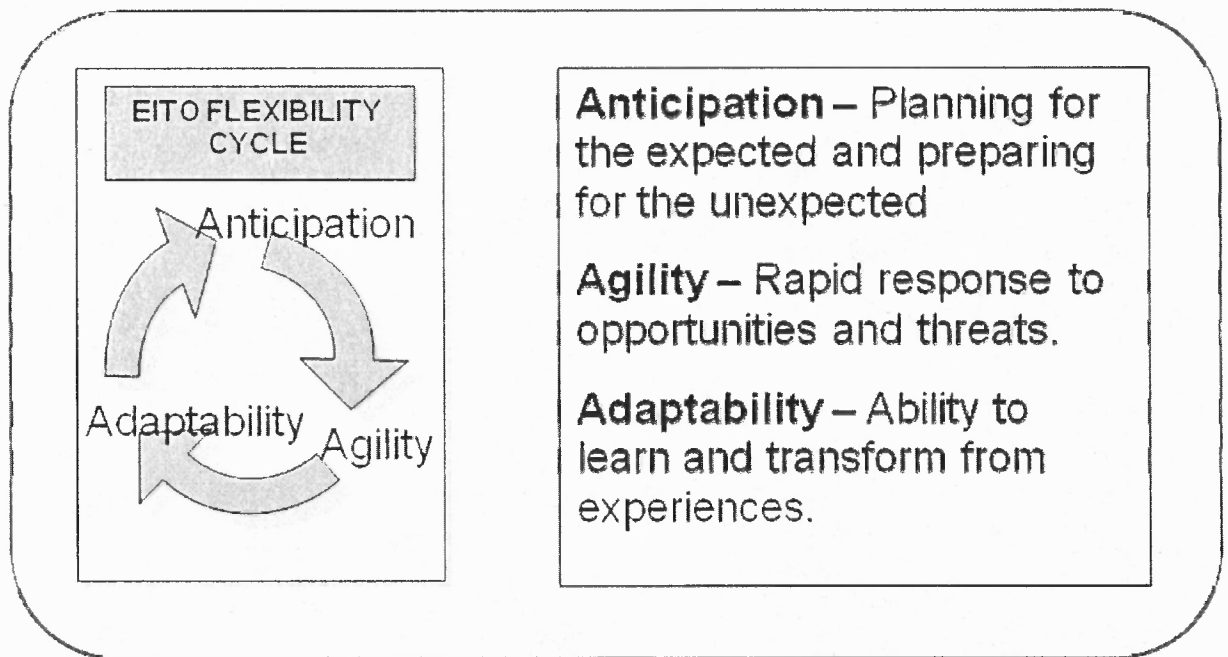 EITO FLEXIBILITY
CYCLE
Anticipation
Adaptability
Agility
Anticipation – Planning for
the expected and preparing
for the unexpected
Agility – Rapid response to
opportunities and threats.
Adaptability – Ability to
learn and transform from
experiences.